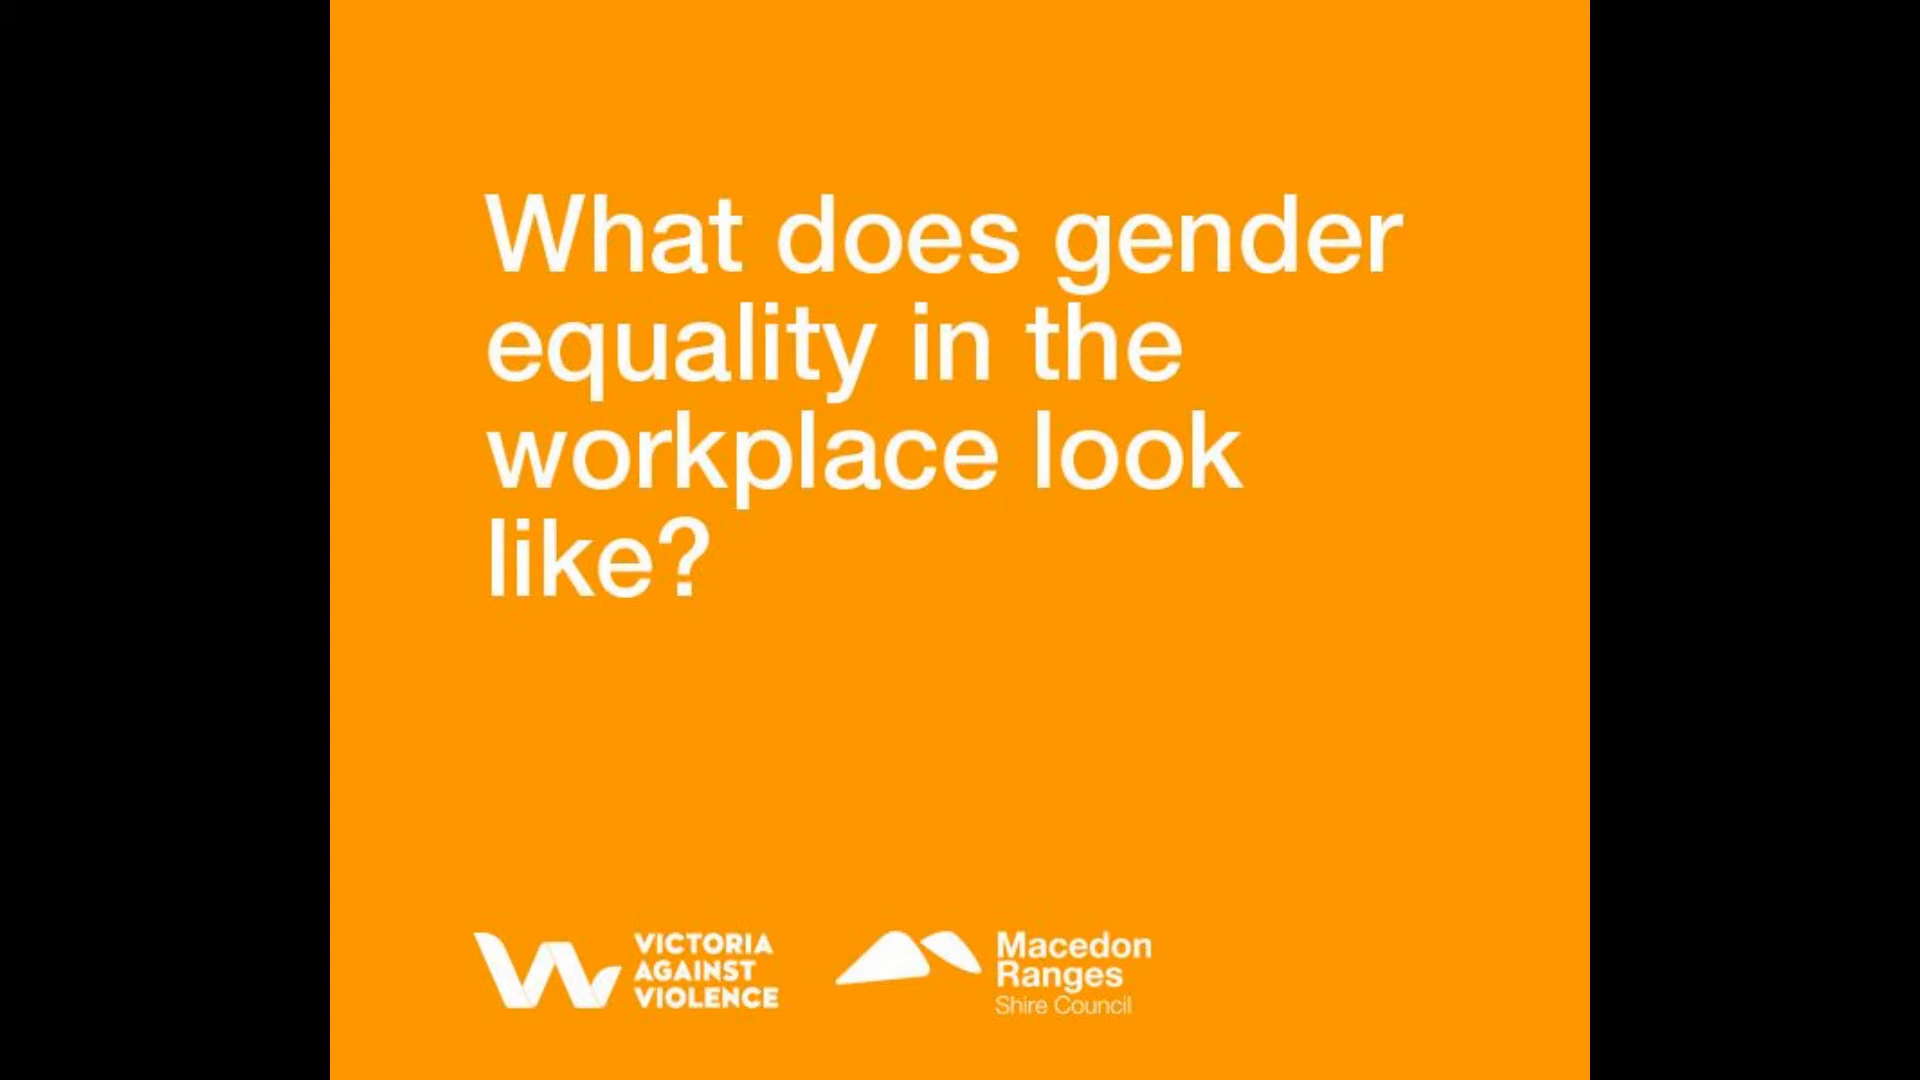 What does gender
equality in the
workplace look
like?
VICTORIA
AGAINST
VIOLENCE
Macedon
Ranges
Shire Council